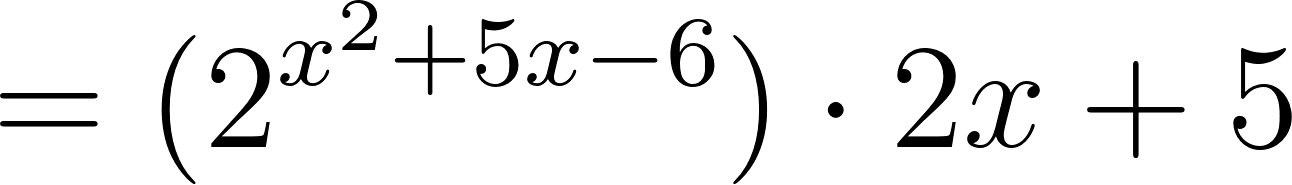 = (2^{x^2+5x−6}) · 2x + 5